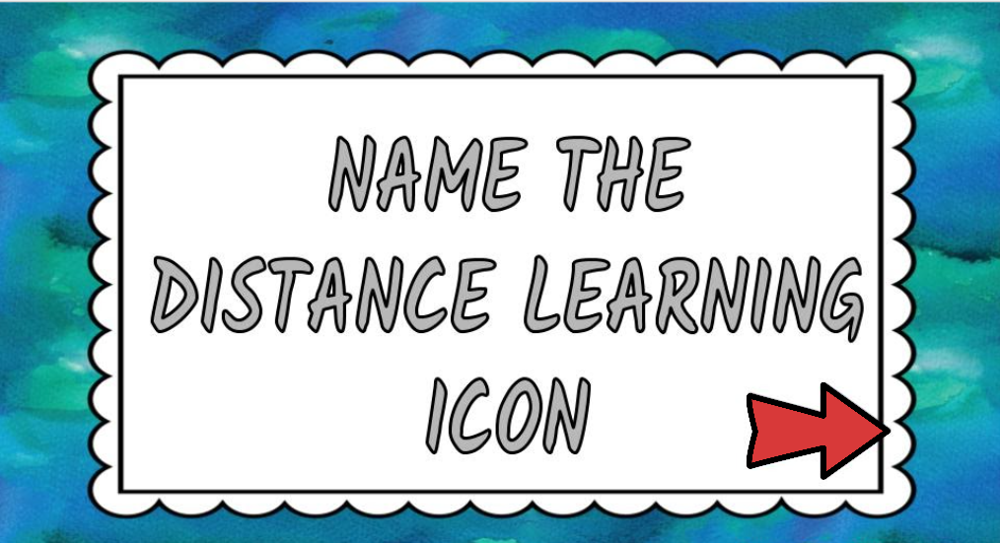 NAME THE
DISTANCE LEARNING
ICON